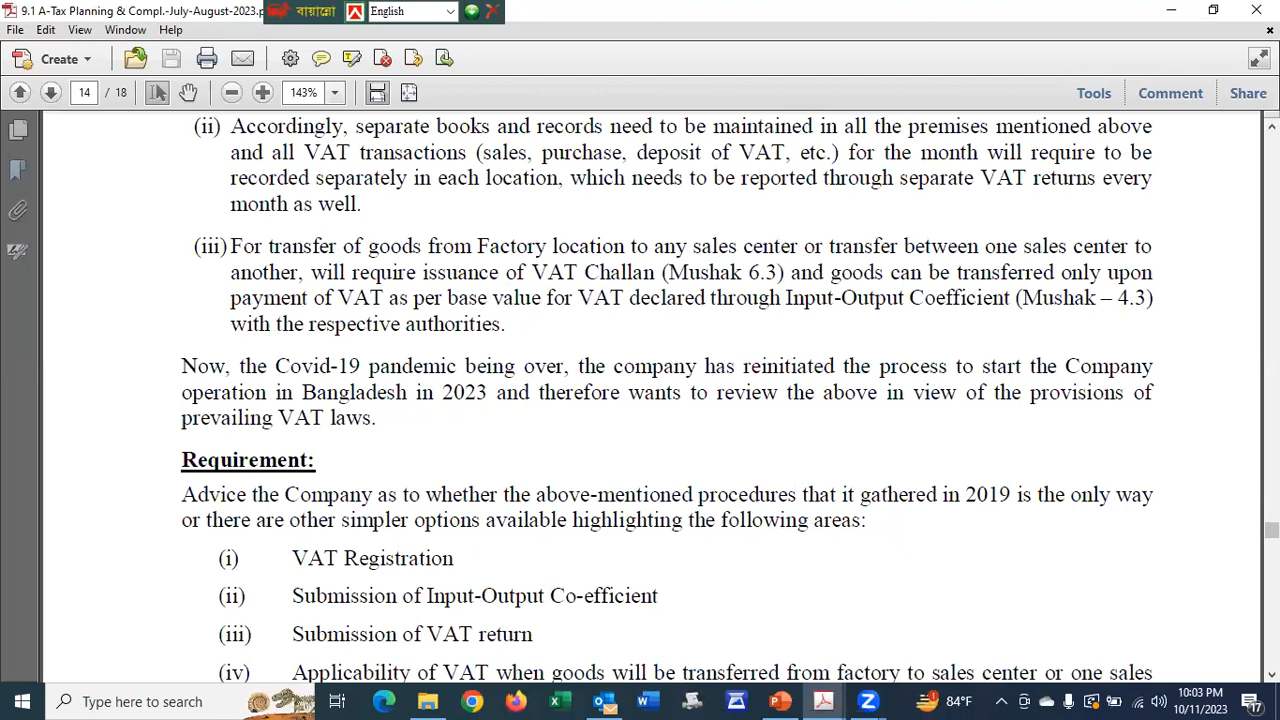 9.1 A-Tax Planning & Compl.-July-August-2023.p
বায়ান্নো
English
File Edit View Window Help
Create
14 / 18 143% Tools Comment Share
(ii) Accordingly, separate books and records need to be maintained in all the premises mentioned above
and all VAT transactions (sales, purchase, deposit of VAT, etc.) for the month will require to be
recorded separately in each location, which needs to be reported through separate VAT returns every
month as well.
(iii) For transfer of goods from Factory location to any sales center or transfer between one sales center to
another, will require issuance of VAT Challan (Mushak 6.3) and goods can be transferred only upon
payment of VAT as per base value for VAT declared through Input-Output Coefficient (Mushak – 4.3)
with the respective authorities.
Now, the Covid-19 pandemic being over, the company has reinitiated the process to start the Company
operation in Bangladesh in 2023 and therefore wants to review the above in view of the provisions of
prevailing VAT laws.
Requirement:
Advice the Company as to whether the above-mentioned procedures that it gathered in 2019 is the only way
or there are other simpler options available highlighting the following areas:
(i) VAT Registration
(ii) Submission of Input-Output Co-efficient
(iii) Submission of VAT return
(iv) Applicability of VAT when goods will be transferred from factory to sales center or one sales
Type here to search
84°F
10:03 PM
10/11/2023
17